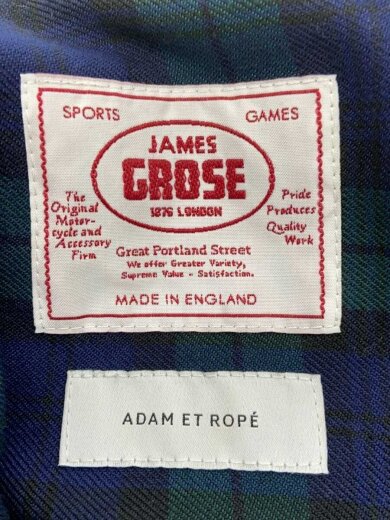 SPORTS GAMES
JAMES
GROSE
1876 LONDON
The
Original
Motor-
cycle and
Accessory
Firm
Pride
Produces
Quality
Work
Great Portland Street
We offer Greater Variety,
Supreme Value - Satisfaction.
MADE IN ENGLAND
ADAM ET ROPÉ